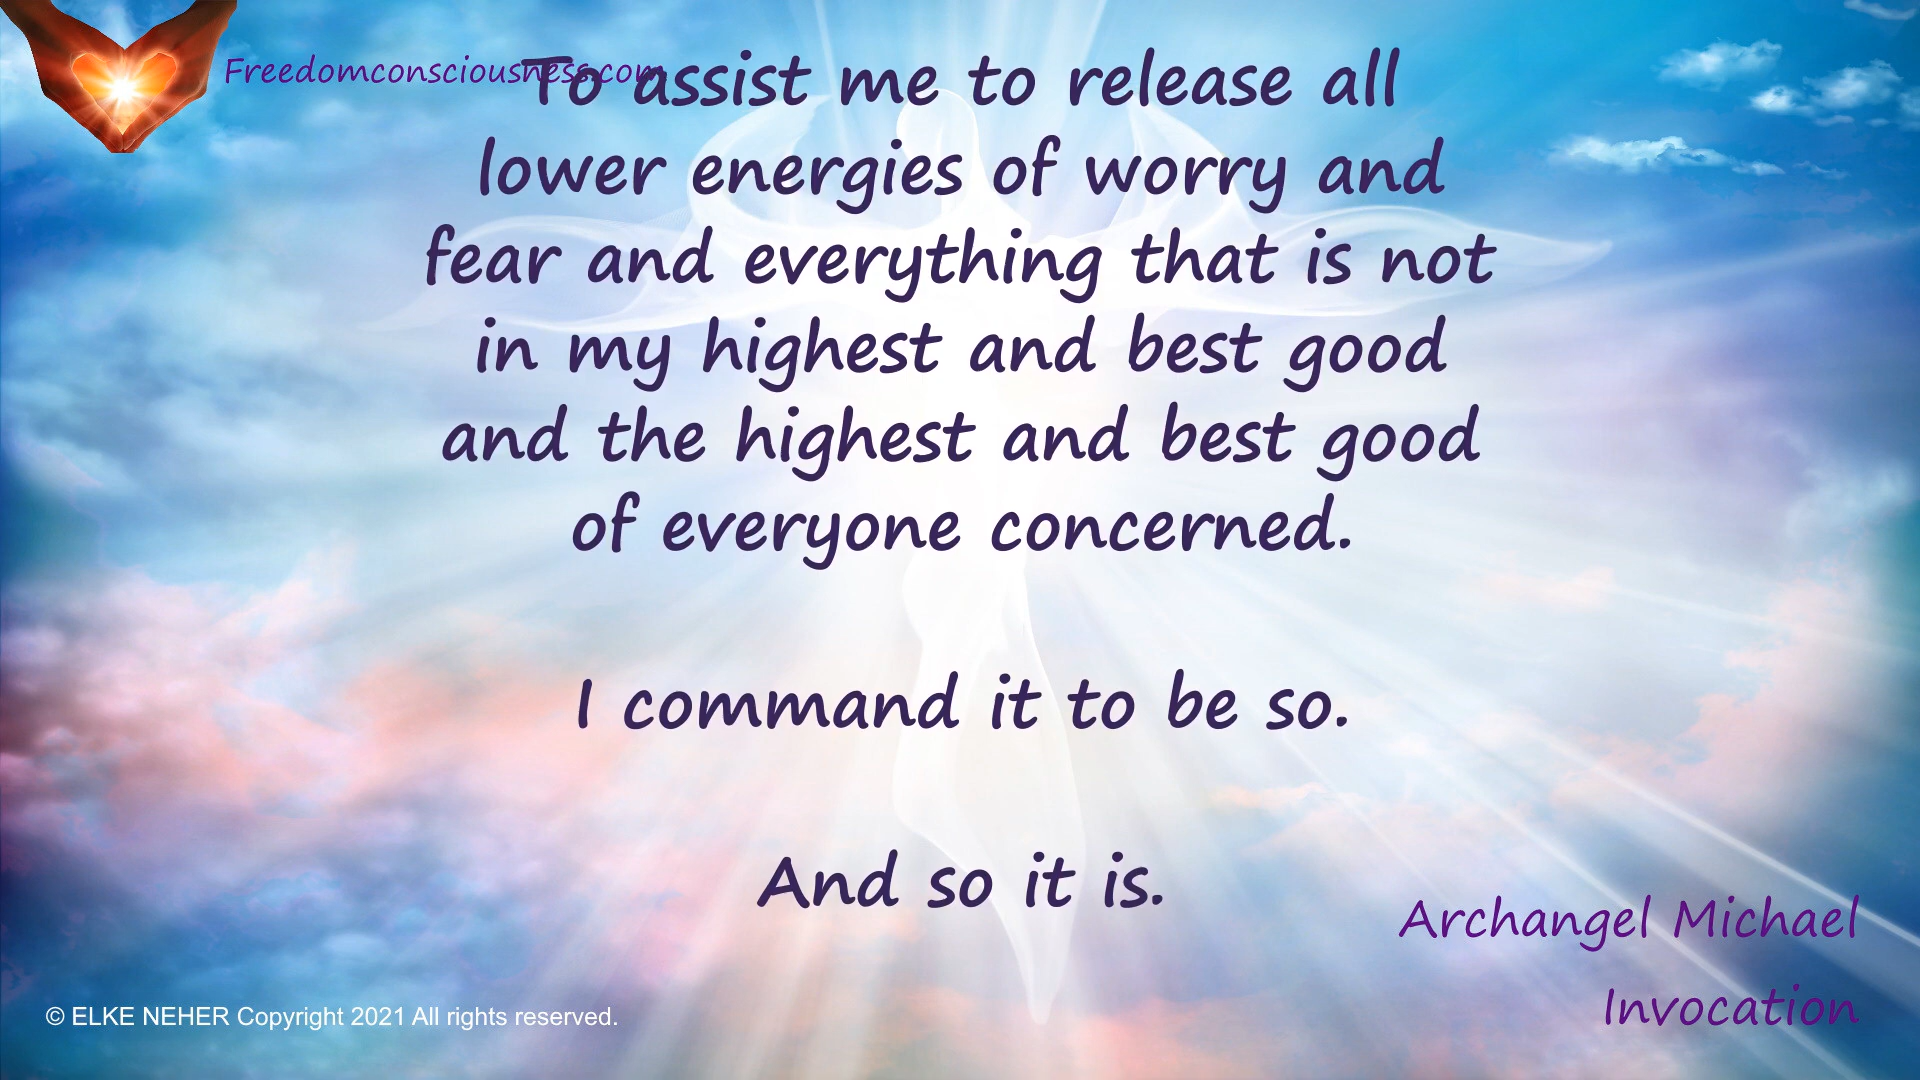 Freedomconsciousness.com
To assist me to release all
lower energies of worry and
fear and everything that is not
in my highest and best good
and the highest and best good
of everyone concerned.
I command it to be so.
And so it is.
Archangel Michael
Invocation
© ELKE NEHER Copyright 2021 All rights reserved.